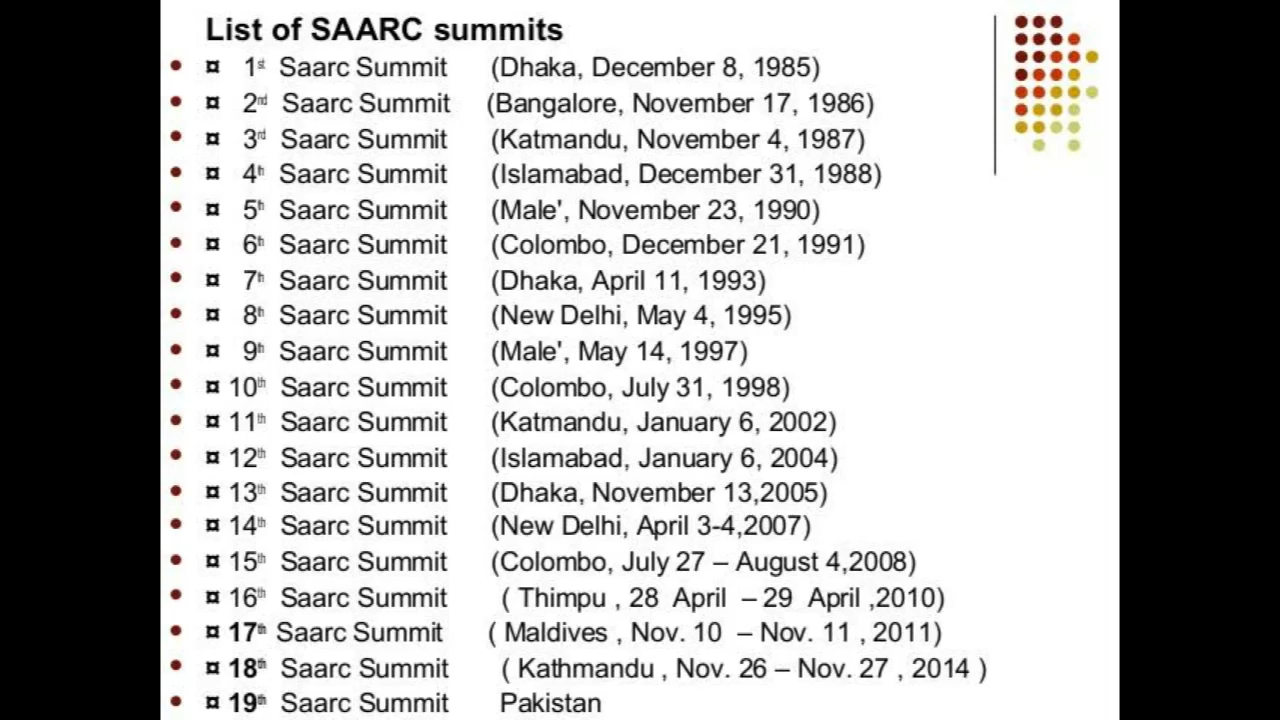 List of SAARC summits
• ¤ 1st Saarc Summit (Dhaka, December 8, 1985)
• ¤ 2nd Saarc Summit (Bangalore, November 17, 1986)
• ¤ 3rd Saarc Summit (Katmandu, November 4, 1987)
• ¤ 4th Saarc Summit (Islamabad, December 31, 1988)
• ¤ 5th Saarc Summit (Male', November 23, 1990)
• ¤ 6th Saarc Summit (Colombo, December 21, 1991)
• ¤ 7th Saarc Summit (Dhaka, April 11, 1993)
• ¤ 8th Saarc Summit (New Delhi, May 4, 1995)
• ¤ 9th Saarc Summit (Male', May 14, 1997)
• ¤ 10th Saarc Summit (Colombo, July 31, 1998)
• ¤ 11th Saarc Summit (Katmandu, January 6, 2002)
• ¤ 12th Saarc Summit (Islamabad, January 6, 2004)
• ¤ 13th Saarc Summit (Dhaka, November 13,2005)
• ¤ 14th Saarc Summit (New Delhi, April 3-4,2007)
• ¤ 15th Saarc Summit (Colombo, July 27 – August 4,2008)
• ¤ 16th Saarc Summit ( Thimpu , 28 April – 29 April ,2010)
• ¤ 17th Saarc Summit ( Maldives , Nov. 10 – Nov. 11 , 2011)
• ¤ 18th Saarc Summit ( Kathmandu , Nov. 26 – Nov. 27 , 2014 )
• ¤ 19th Saarc Summit Pakistan